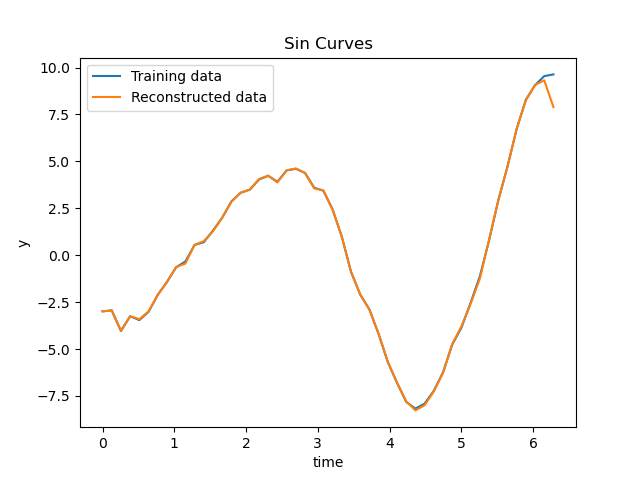 Sin Curves
Training data
Reconstructed data
10.0
7.5
5.0
2.5
0.0
−2.5
−5.0
−7.5
y
0 1 2 3 4 5 6
time